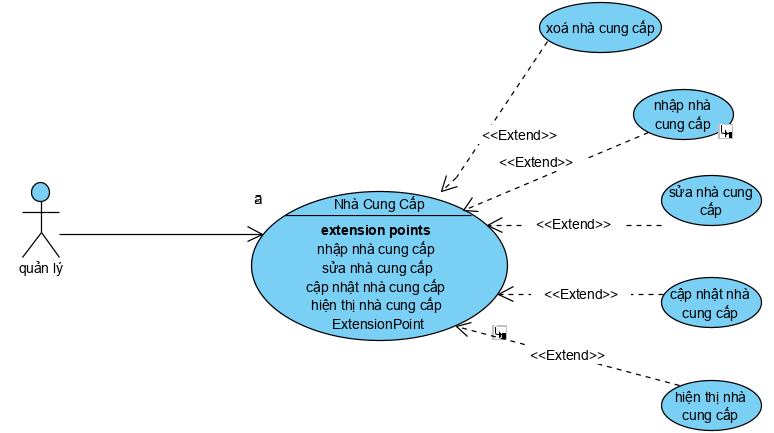 xoá nhà cung cấp
nhập nhà
cung cấp
<<Extend>>
<<Extend>>
sửa nhà cung
cấp
a
Nhà Cung Cấp
extension points
nhập nhà cung cấp
sửa nhà cung cấp
cập nhật nhà cung cấp
hiện thị nhà cung cấp
ExtensionPoint
<<Extend>>
quản lý
<<Extend>>
cập nhật nhà
cung cấp
<<Extend>>
hiện thị nhà
cung cấp